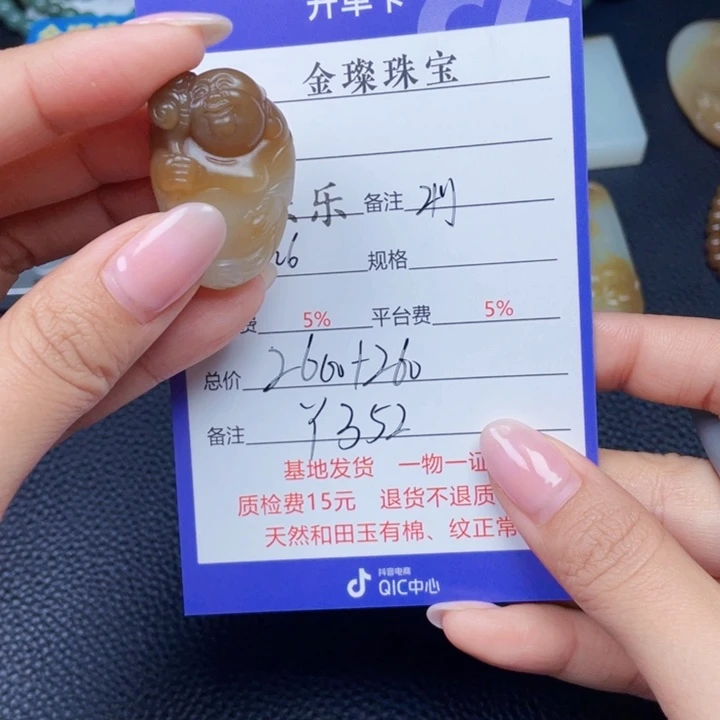 开单卡
金璨珠宝
乐 备注
26 规格
费 5% 平台费 5%
总价 2600+260
备注 ¥352
基地发货 一物一证
质检费15元 退货不退质
天然和田玉有棉、纹正常
抖音电商
QIC中心